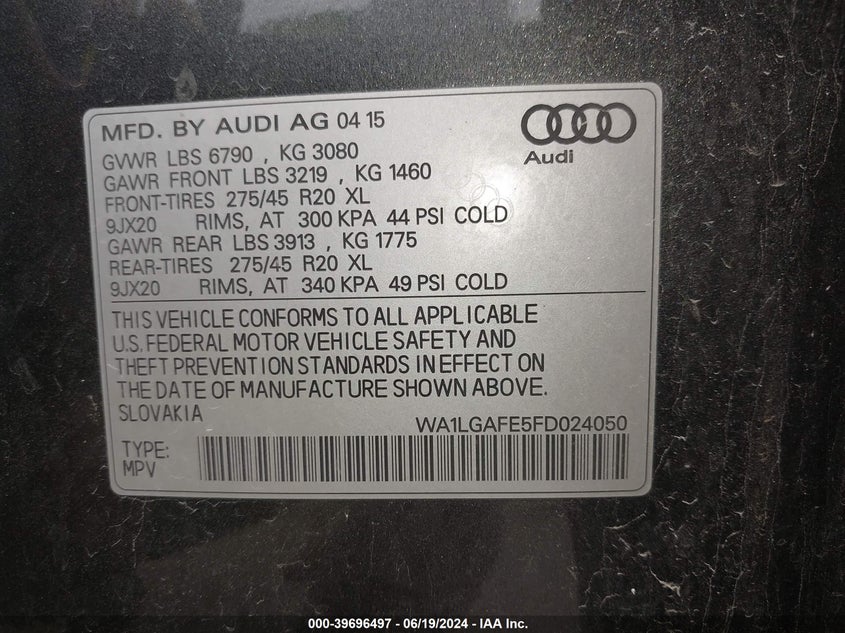 MFD. BY AUDI AG 04 15
Audi
GVWR LBS 6790 , KG 3080
GAWR FRONT LBS 3219 , KG 1460
FRONT-TIRES 275/45 R20 XL
9JX20 RIMS, AT 300 KPA 44 PSI COLD
GAWR REAR LBS 3913 , KG 1775
REAR-TIRES 275/45 R20 XL
9JX20 RIMS, AT 340 KPA 49 PSI COLD
THIS VEHICLE CONFORMS TO ALL APPLICABLE
U.S. FEDERAL MOTOR VEHICLE SAFETY AND
THEFT PREVENTION STANDARDS IN EFFECT ON
THE DATE OF MANUFACTURE SHOWN ABOVE.
SLOVAKIA
WA1LGAFE5FD024050
TYPE:
MPV
000-39696497 - 06/19/2024 - IAA Inc.